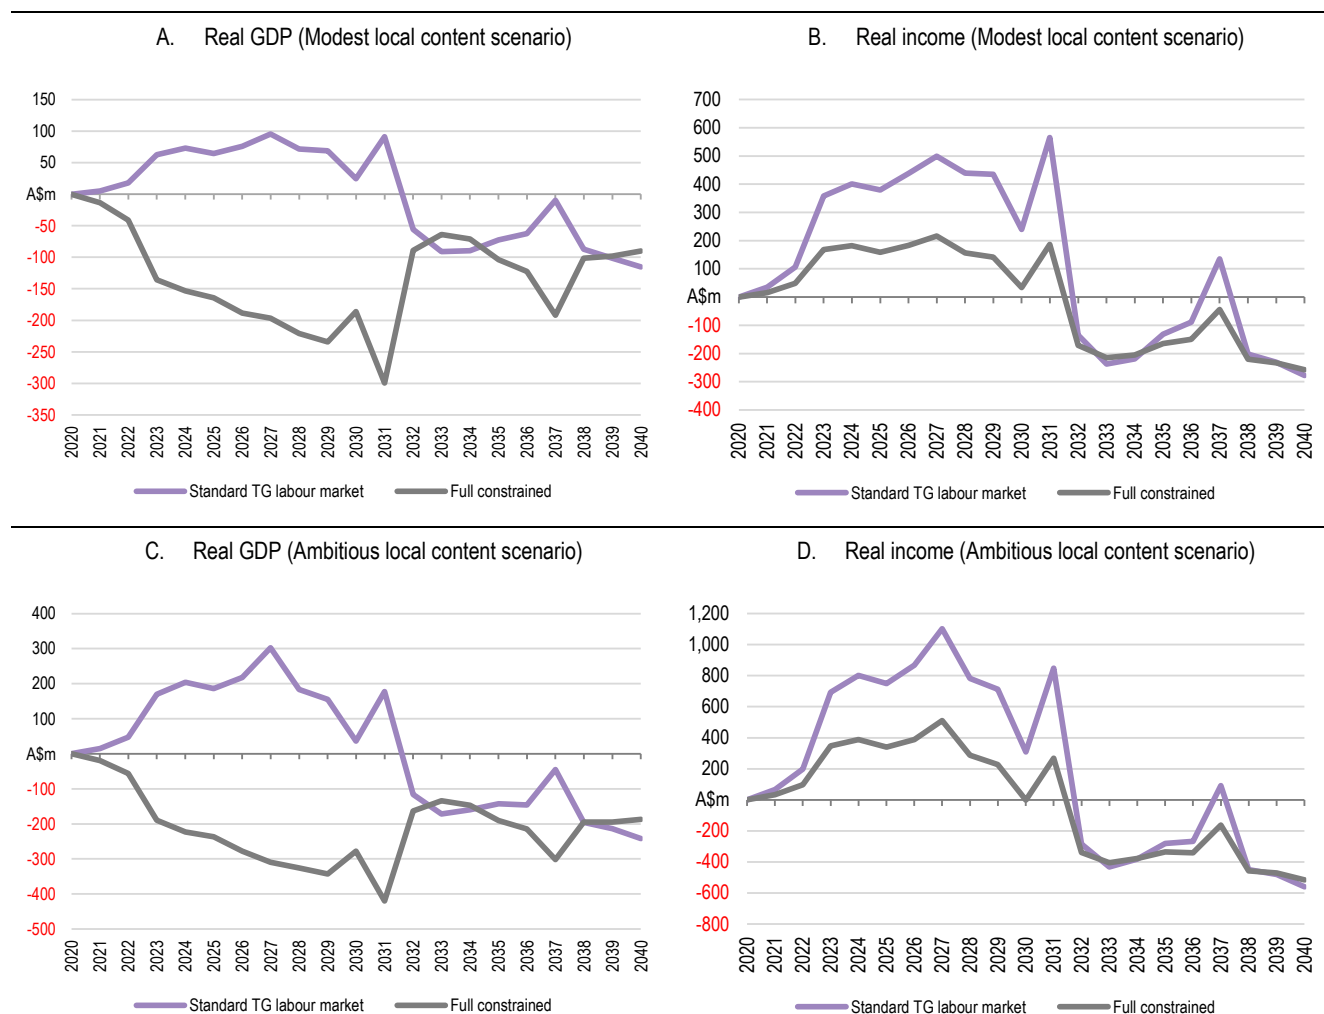 A. Real GDP (Modest local content scenario)
150
100
50
A$m
-50
-100
-150
-200
-250
-300
-350
2020 2021 2022 2023 2024 2025 2026 2027 2028 2029 2030 2031 2032 2033 2034 2035 2036 2037 2038 2039 2040
Standard TG labour market Full constrained
B. Real income (Modest local content scenario)
700
600
500
400
300
200
100
A$m
-100
-200
-300
-400
2020 2021 2022 2023 2024 2025 2026 2027 2028 2029 2030 2031 2032 2033 2034 2035 2036 2037 2038 2039 2040
Standard TG labour market Full constrained
C. Real GDP (Ambitious local content scenario)
400
300
200
100
A$m
-100
-200
-300
-400
-500
2020 2021 2022 2023 2024 2025 2026 2027 2028 2029 2030 2031 2032 2033 2034 2035 2036 2037 2038 2039 2040
Standard TG labour market Full constrained
D. Real income (Ambitious local content scenario)
1,200
1,000
800
600
400
200
A$m
-200
-400
-600
-800
2020 2021 2022 2023 2024 2025 2026 2027 2028 2029 2030 2031 2032 2033 2034 2035 2036 2037 2038 2039 2040
Standard TG labour market Full constrained